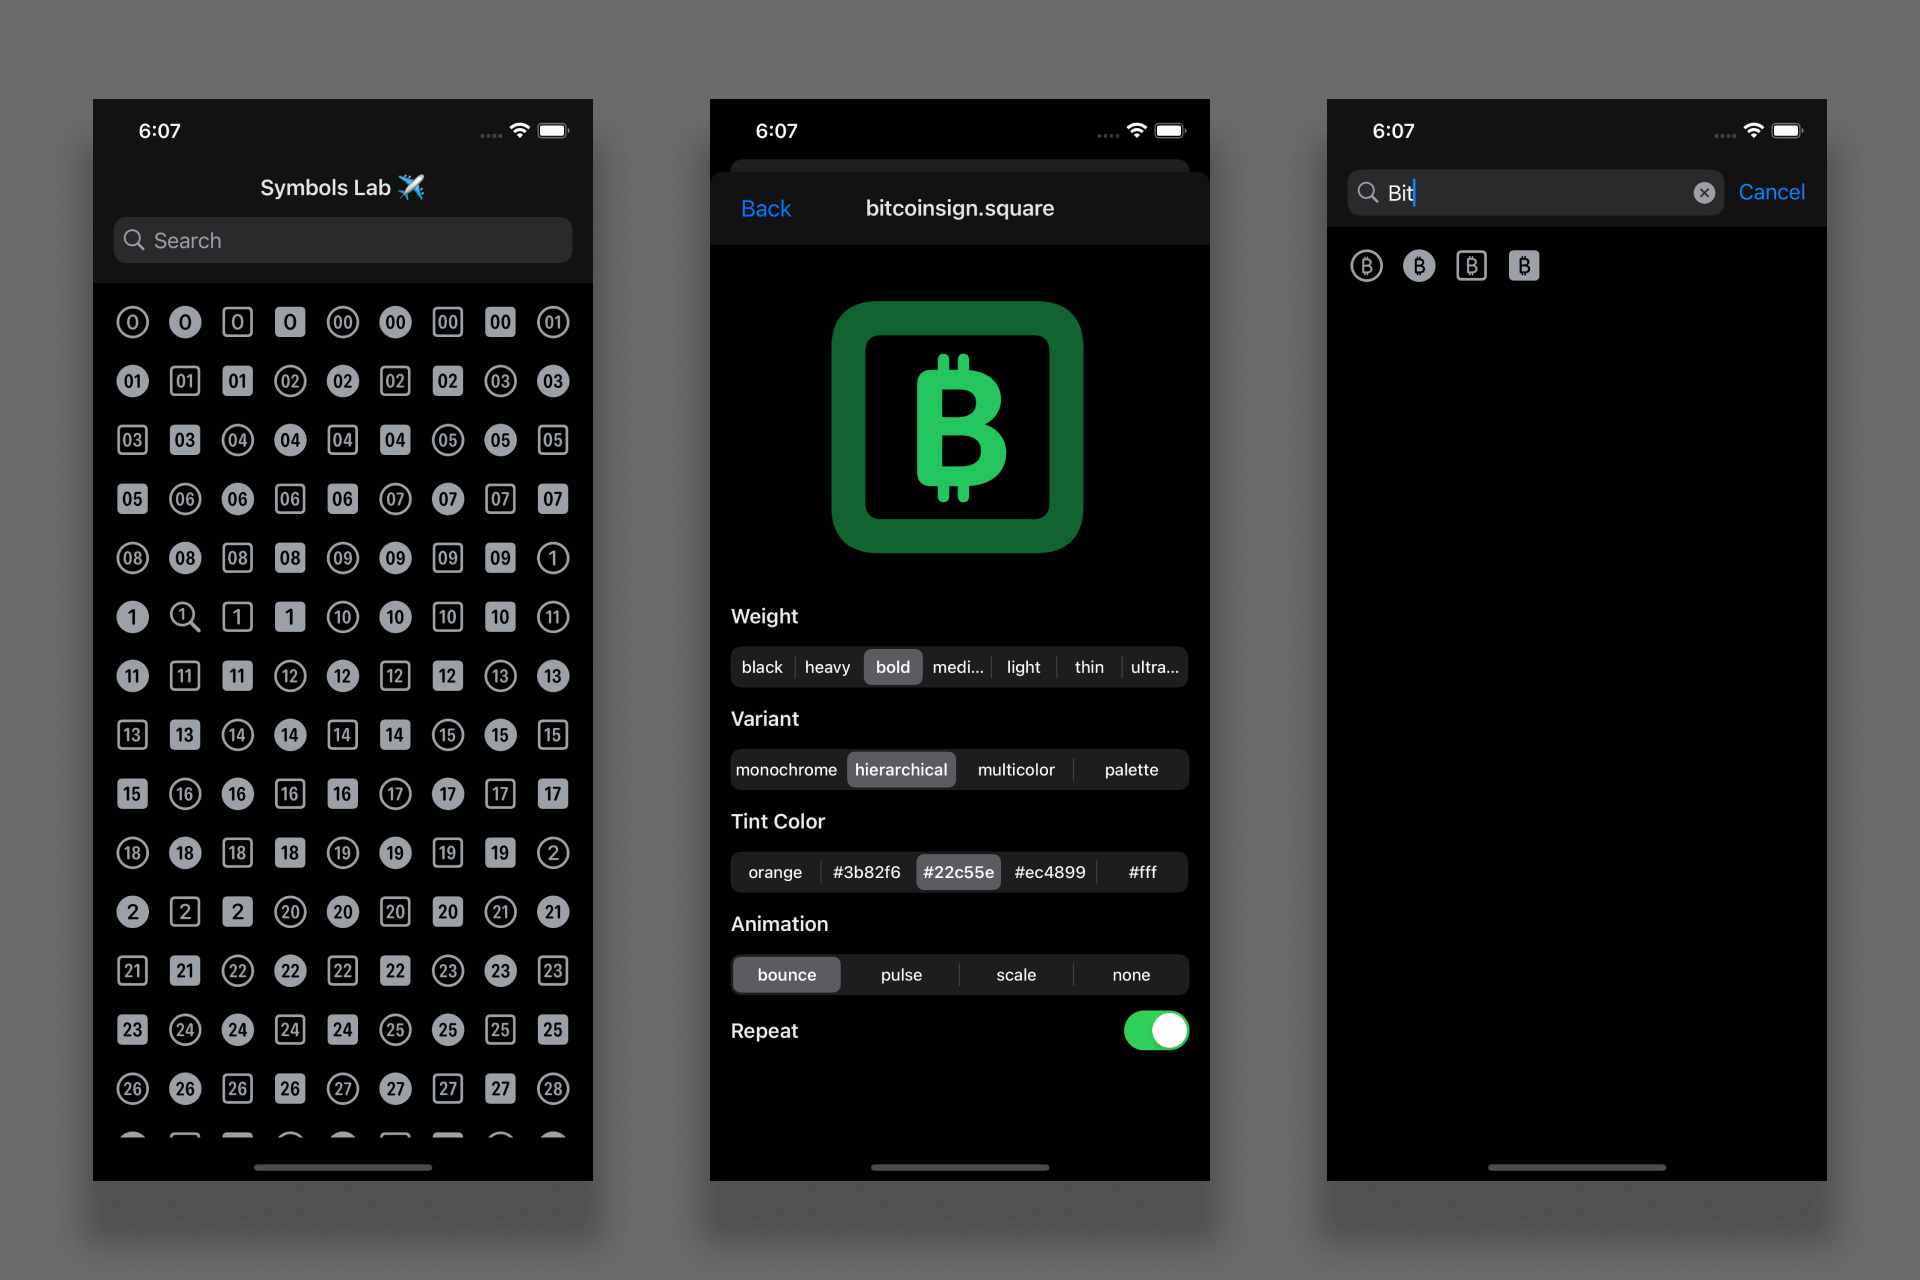 6:07
Symbols Lab ✈️
Search
0 0 0 0 00 00 00 00 01
01 01 01 02 02 02 02 03 03
03 03 04 04 04 04 05 05 05
05 06 06 06 06 07 07 07 07
08 08 08 08 09 09 09 09 1
1 1 1 1 10 10 10 10 11
11 11 11 12 12 12 12 13 13
13 13 14 14 14 14 15 15 15
15 16 16 16 16 17 17 17 17
18 18 18 18 19 19 19 19 2
2 2 2 20 20 20 20 21 21
21 21 22 22 22 22 23 23 23
23 24 24 24 24 25 25 25 25
26 26 26 26 27 27 27 27 28
6:07
Back bitcoinsign.square
₿
Weight
black heavy bold medi... light thin ultra...
Variant
monochrome hierarchical multicolor palette
Tint Color
orange #3b82f6 #22c55e #ec4899 #fff
Animation
bounce pulse scale none
Repeat
6:07
Bit Cancel
₿ ₿ ₿ ₿